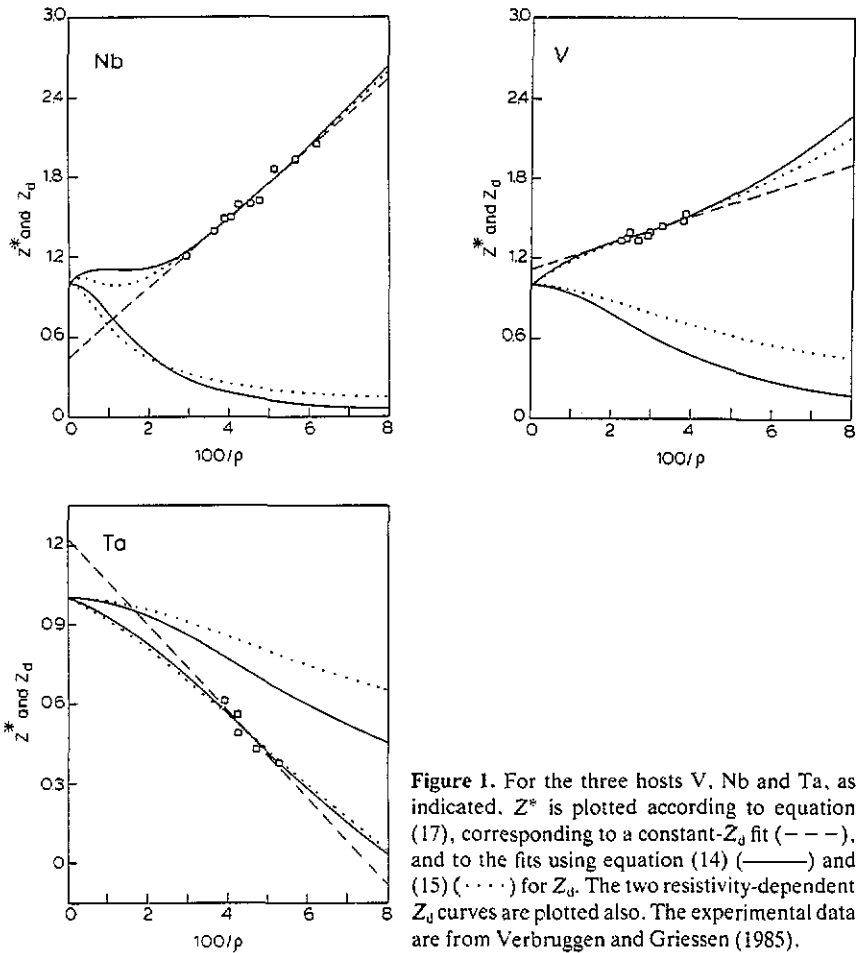 3.0
2.4
1.8
1.2
0.6
0
Z* and Zd
Nb
0 2 4 6 8
100/ρ
3.0
2.4
1.8
1.2
0.6
0
Z* and Zd
V
0 2 4 6 8
100/ρ
1.2
0.9
0.6
0.3
0
Z* and Zd
Ta
0 2 4 6 8
100/ρ
Figure 1. For the three hosts V, Nb and Ta, as
indicated, Z* is plotted according to equation
(17), corresponding to a constant-Zd fit (– – –),
and to the fits using equation (14) (———) and
(15) (· · · ·) for Zd. The two resistivity-dependent
Zd curves are plotted also. The experimental data
are from Verbruggen and Griessen (1985).